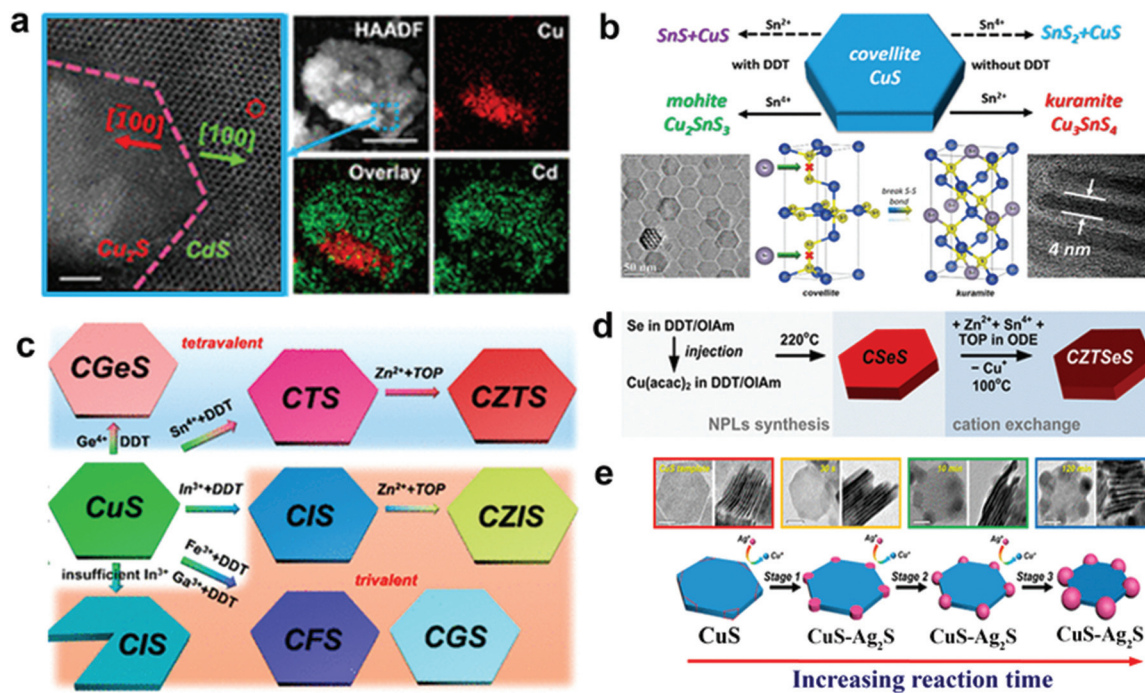 a
HAADF
Cu
[1̄00]
[100]
Cu₂S
CdS
Overlay
Cd
b
Sn²⁺
Sn⁴⁺
SnS+CuS
covellite
CuS
SnS₂+CuS
with DDT
without DDT
mohite
Cu₂SnS₃
Sn⁴⁺
Sn²⁺
kuramite
Cu₃SnS₄
break S-S
bond
50 nm
4 nm
covellite
kuramite
c
CGeS
tetravalent
CTS
Zn²⁺+TOP
CZTS
Sn⁴⁺+DDT
Ge⁴⁺
DDT
CuS
In³⁺+DDT
CIS
Zn²⁺+TOP
CZIS
Fe³⁺+DDT
Ga³⁺+DDT
insufficient In³⁺
trivalent
CIS
CFS
CGS
d
Se in DDT/OlAm
injection
Cu(acac)₂ in DDT/OlAm
220°C
CSeS
+ Zn²⁺ + Sn⁴⁺ +
TOP in ODE
– Cu⁺
100°C
CZTSeS
NPLs synthesis
cation exchange
e
CuS template
120 min
Ag⁺
Cu⁺
Ag⁺
Cu⁺
Ag⁺
Cu⁺
Stage 1
Stage 2
Stage 3
CuS
CuS-Ag₂S
CuS-Ag₂S
CuS-Ag₂S
Increasing reaction time